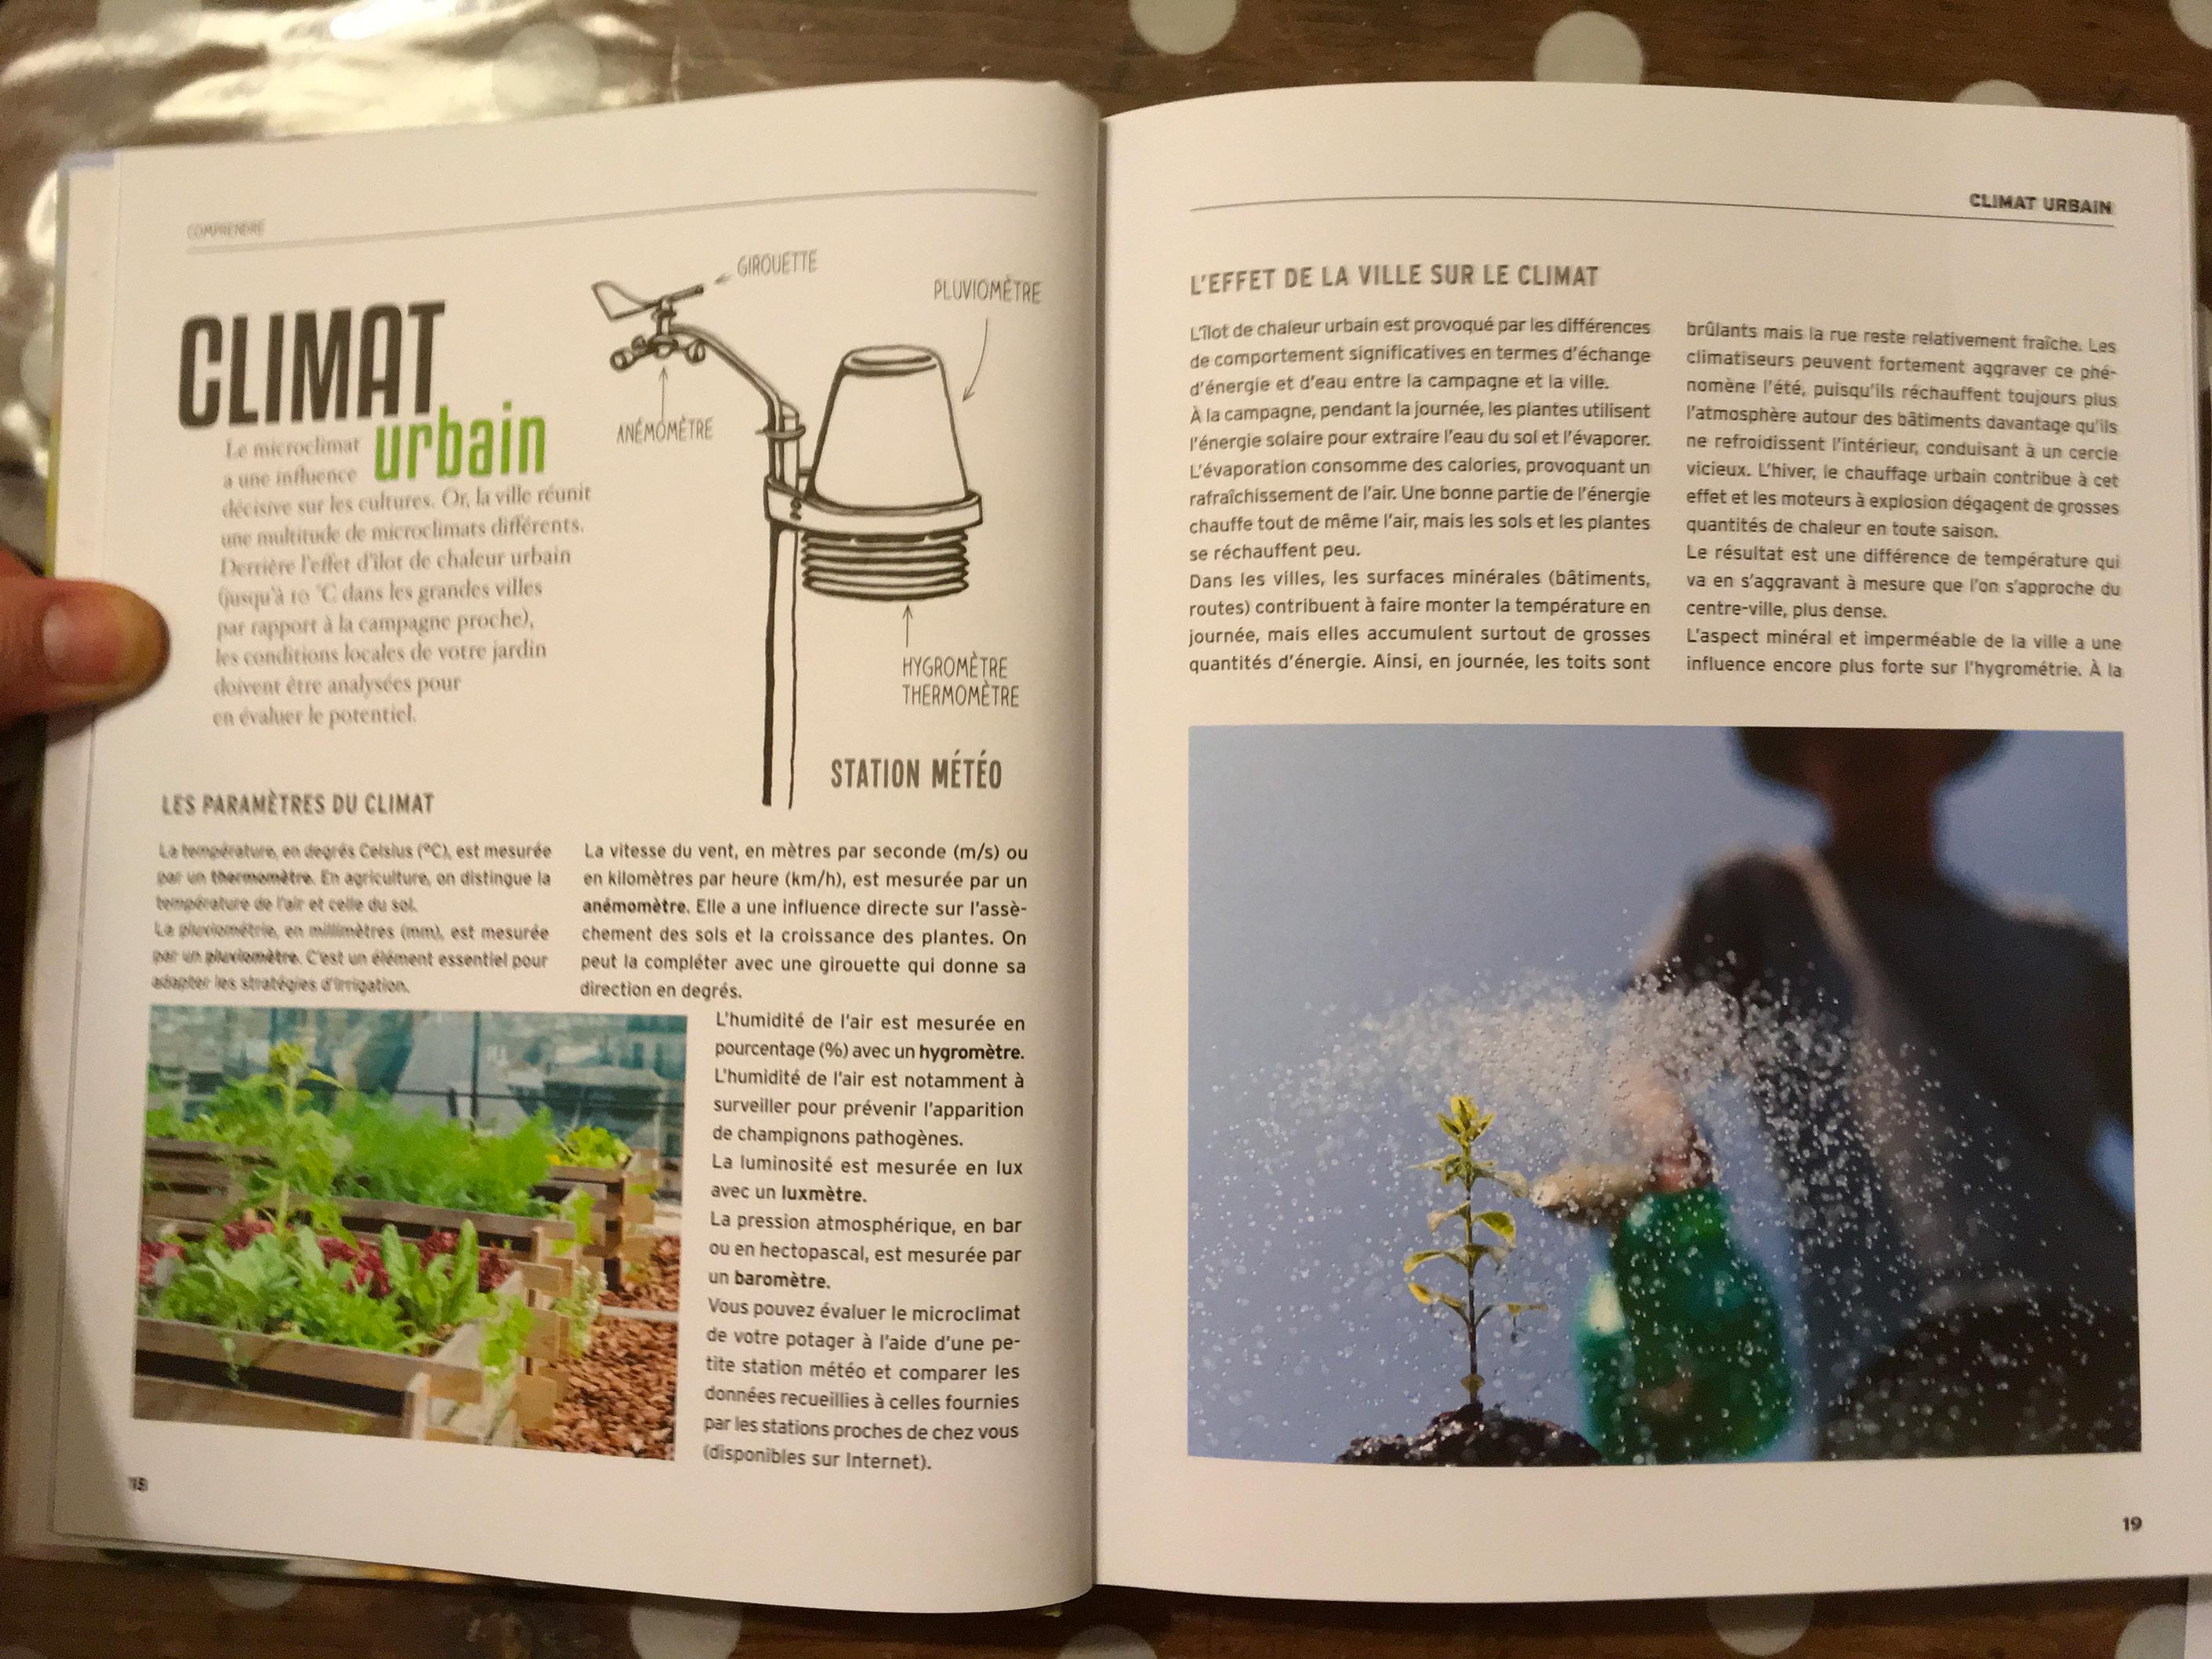 COMPRENDRE
CLIMAT
urbain
Le microclimat
a une influence
décisive sur les cultures. Or, la ville réunit
une multitude de microclimats différents.
Derrière l'effet d'îlot de chaleur urbain
(jusqu'à 10 °C dans les grandes villes
par rapport à la campagne proche),
les conditions locales de votre jardin
doivent être analysées pour
en évaluer le potentiel.
GIROUETTE
PLUVIOMÈTRE
ANÉMOMÈTRE
HYGROMÈTRE
THERMOMÈTRE
STATION MÉTÉO
LES PARAMÈTRES DU CLIMAT
La température, en degrés Celsius (°C), est mesurée
par un thermomètre. En agriculture, on distingue la
température de l'air et celle du sol.
La pluviométrie, en millimètres (mm), est mesurée
par un pluviomètre. C'est un élément essentiel pour
adapter les stratégies d'irrigation.
La vitesse du vent, en mètres par seconde (m/s) ou
en kilomètres par heure (km/h), est mesurée par un
anémomètre. Elle a une influence directe sur l'assè-
chement des sols et la croissance des plantes. On
peut la compléter avec une girouette qui donne sa
direction en degrés.
L'humidité de l'air est mesurée en
pourcentage (%) avec un hygromètre.
L'humidité de l'air est notamment à
surveiller pour prévenir l'apparition
de champignons pathogènes.
La luminosité est mesurée en lux
avec un luxmètre.
La pression atmosphérique, en bar
ou en hectopascal, est mesurée par
un baromètre.
Vous pouvez évaluer le microclimat
de votre potager à l'aide d'une pe-
tite station météo et comparer les
données recueillies à celles fournies
par les stations proches de chez vous
(disponibles sur Internet).
CLIMAT URBAIN
L'EFFET DE LA VILLE SUR LE CLIMAT
L'îlot de chaleur urbain est provoqué par les différences
de comportement significatives en termes d'échange
d'énergie et d'eau entre la campagne et la ville.
À la campagne, pendant la journée, les plantes utilisent
l'énergie solaire pour extraire l'eau du sol et l'évaporer.
L'évaporation consomme des calories, provoquant un
rafraîchissement de l'air. Une bonne partie de l'énergie
chauffe tout de même l'air, mais les sols et les plantes
se réchauffent peu.
Dans les villes, les surfaces minérales (bâtiments,
routes) contribuent à faire monter la température en
journée, mais elles accumulent surtout de grosses
quantités d'énergie. Ainsi, en journée, les toits sont
brûlants mais la rue reste relativement fraîche. Les
climatiseurs peuvent fortement aggraver ce phé-
nomène l'été, puisqu'ils réchauffent toujours plus
l'atmosphère autour des bâtiments davantage qu'ils
ne refroidissent l'intérieur, conduisant à un cercle
vicieux. L'hiver, le chauffage urbain contribue à cet
effet et les moteurs à explosion dégagent de grosses
quantités de chaleur en toute saison.
Le résultat est une différence de température qui
va en s'aggravant à mesure que l'on s'approche du
centre-ville, plus dense.
L'aspect minéral et imperméable de la ville a une
influence encore plus forte sur l'hygrométrie. À la
19